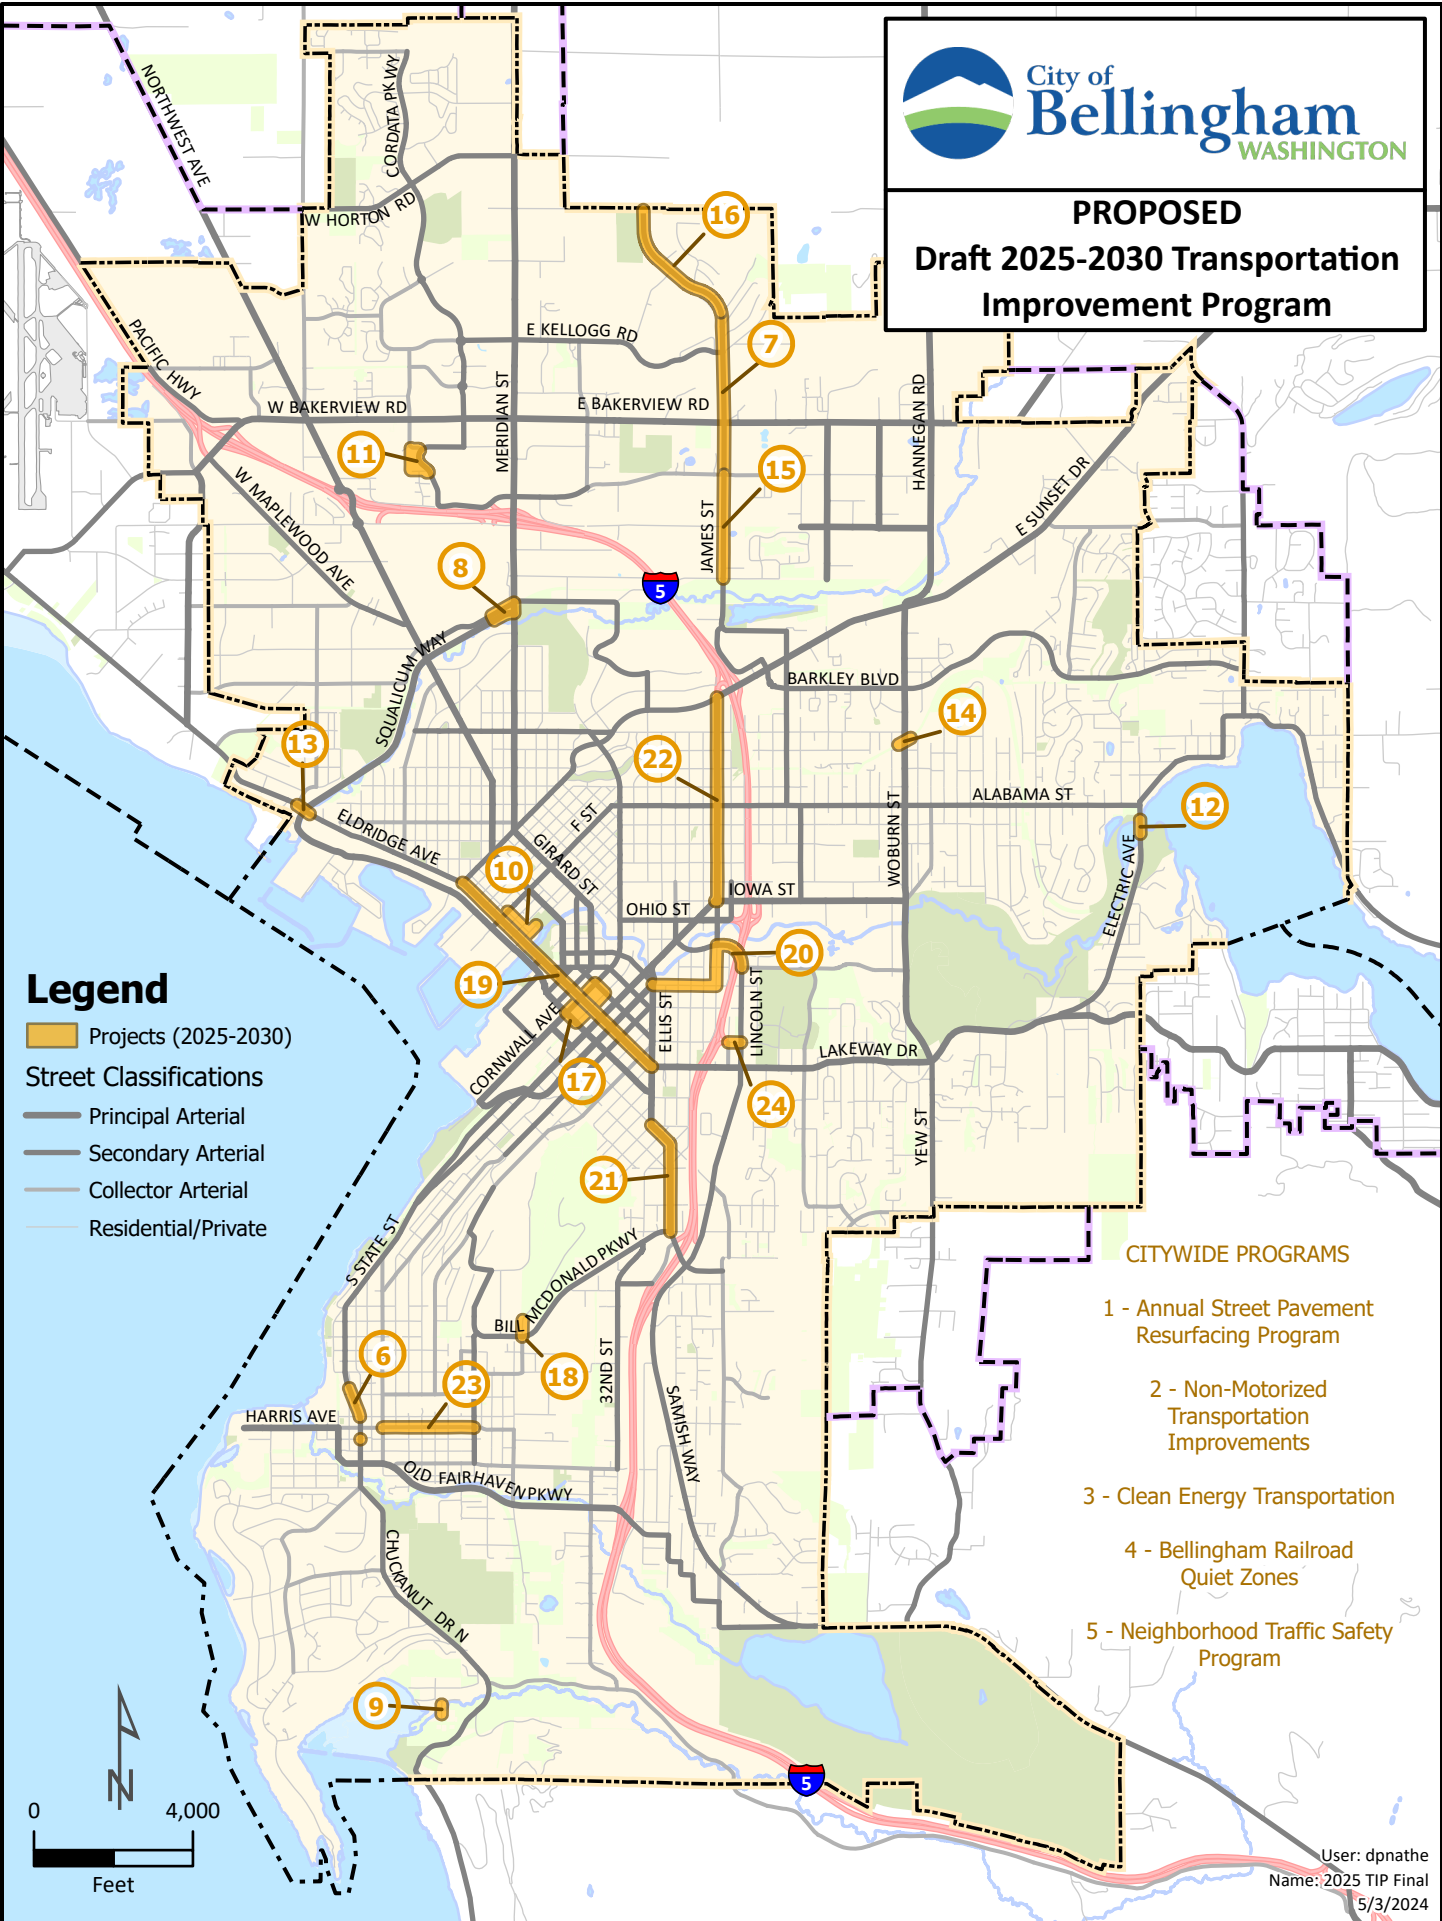 City of
Bellingham
WASHINGTON
PROPOSED
Draft 2025-2030 Transportation
Improvement Program
NORTHWEST AVE
CORDATA PKWY
W HORTON RD
16
PACIFIC HWY
E KELLOGG RD
7
W BAKERVIEW RD
MERIDIAN ST
E BAKERVIEW RD
HANNEGAN RD
11
W MAPLEWOOD AVE
15
JAMES ST
E SUNSET DR
8
5
SQUALICUM WAY
BARKLEY BLVD
14
13
22
ELDRIDGE AVE
F ST
GIRARD ST
WOBURN ST
ALABAMA ST
12
10
IOWA ST
OHIO ST
ELECTRIC AVE
20
19
CORNWALL AVE
ELLIS ST
LINCOLN ST
LAKEWAY DR
17
24
YEW ST
21
S STATE ST
BILL MCDONALD PKWY
18
6
23
32ND ST
SAMISH WAY
HARRIS AVE
OLD FAIRHAVEN PKWY
CHUCKANUT DR N
9
5
Legend
Projects (2025-2030)
Street Classifications
Principal Arterial
Secondary Arterial
Collector Arterial
Residential/Private
CITYWIDE PROGRAMS
1 - Annual Street Pavement
Resurfacing Program
2 - Non-Motorized
Transportation
Improvements
3 - Clean Energy Transportation
4 - Bellingham Railroad
Quiet Zones
5 - Neighborhood Traffic Safety
Program
N
0 4,000
Feet
User: dpnathe
Name: 2025 TIP Final
5/3/2024